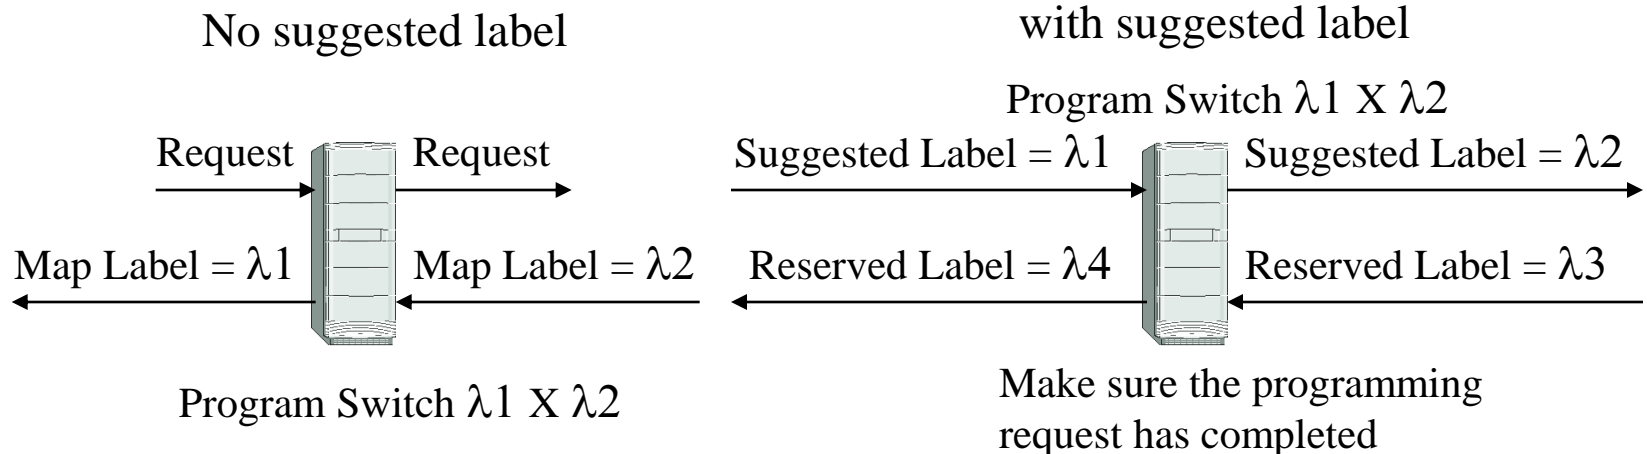 No suggested label
Request
Request
Map Label = λ1
Map Label = λ2
Program Switch λ1 X λ2
with suggested label
Program Switch λ1 X λ2
Suggested Label = λ1
Suggested Label = λ2
Reserved Label = λ4
Reserved Label = λ3
Make sure the programming
request has completed